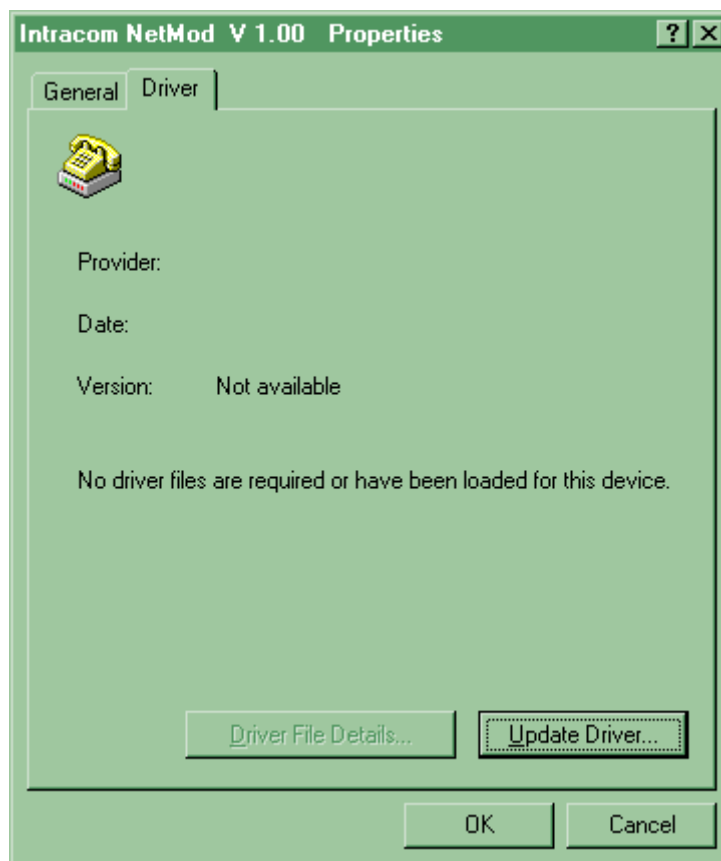 Intracom NetMod V 1.00 Properties
General Driver
Provider:
Date:
Version: Not available
No driver files are required or have been loaded for this device.
Driver File Details... Update Driver...
OK Cancel